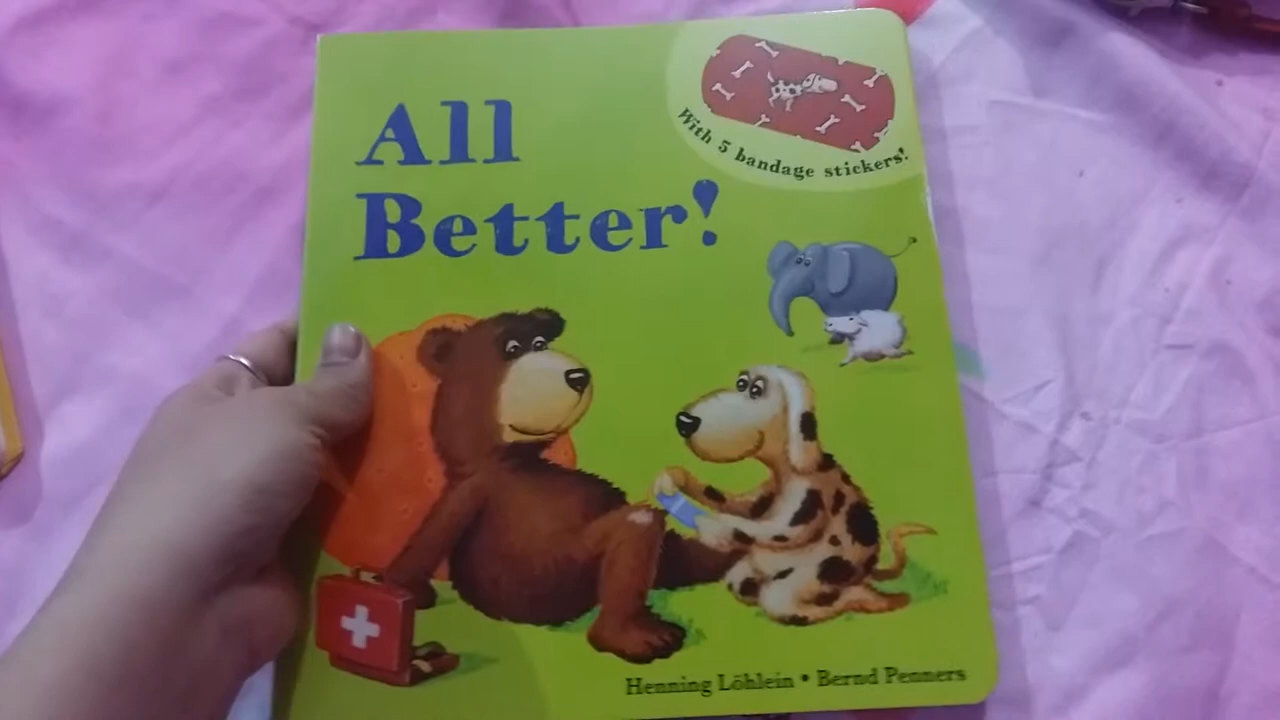 All
Better!
With 5 bandage stickers!
Henning Löhlein • Bernd Penners